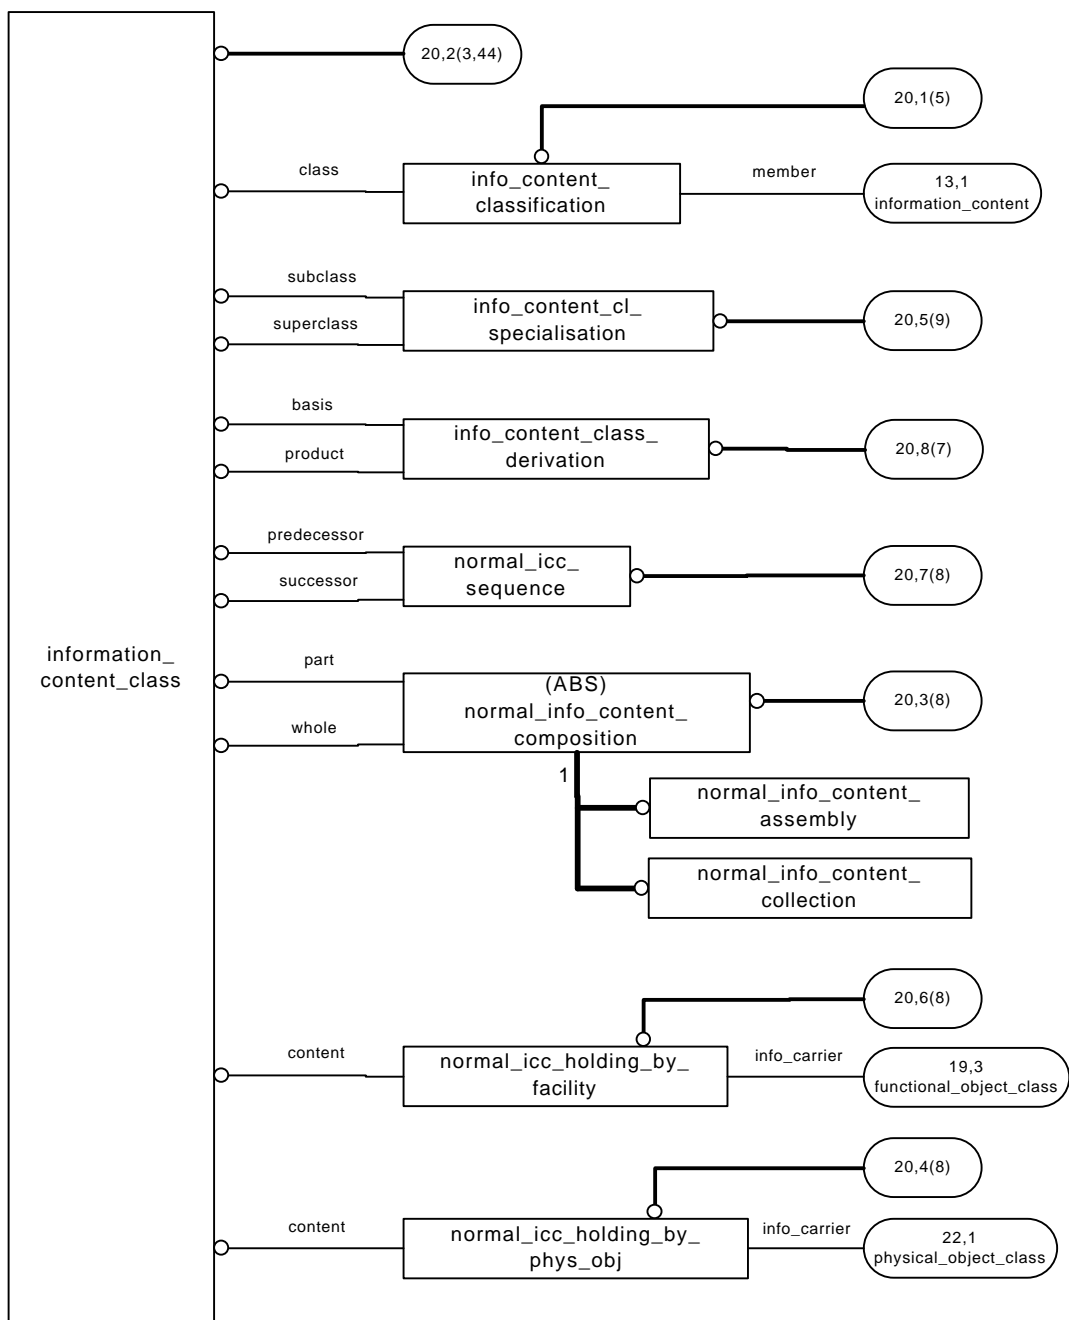 20,2(3,44)
20,1(5)
class
info_content_
classification
member
13,1
information_content
subclass
superclass
info_content_cl_
specialisation
20,5(9)
basis
product
info_content_class_
derivation
20,8(7)
predecessor
successor
normal_icc_
sequence
20,7(8)
information_
content_class
part
whole
(ABS)
normal_info_content_
composition
20,3(8)
1
normal_info_content_
assembly
normal_info_content_
collection
20,6(8)
content
normal_icc_holding_by_
facility
info_carrier
19,3
functional_object_class
20,4(8)
content
normal_icc_holding_by_
phys_obj
info_carrier
22,1
physical_object_class